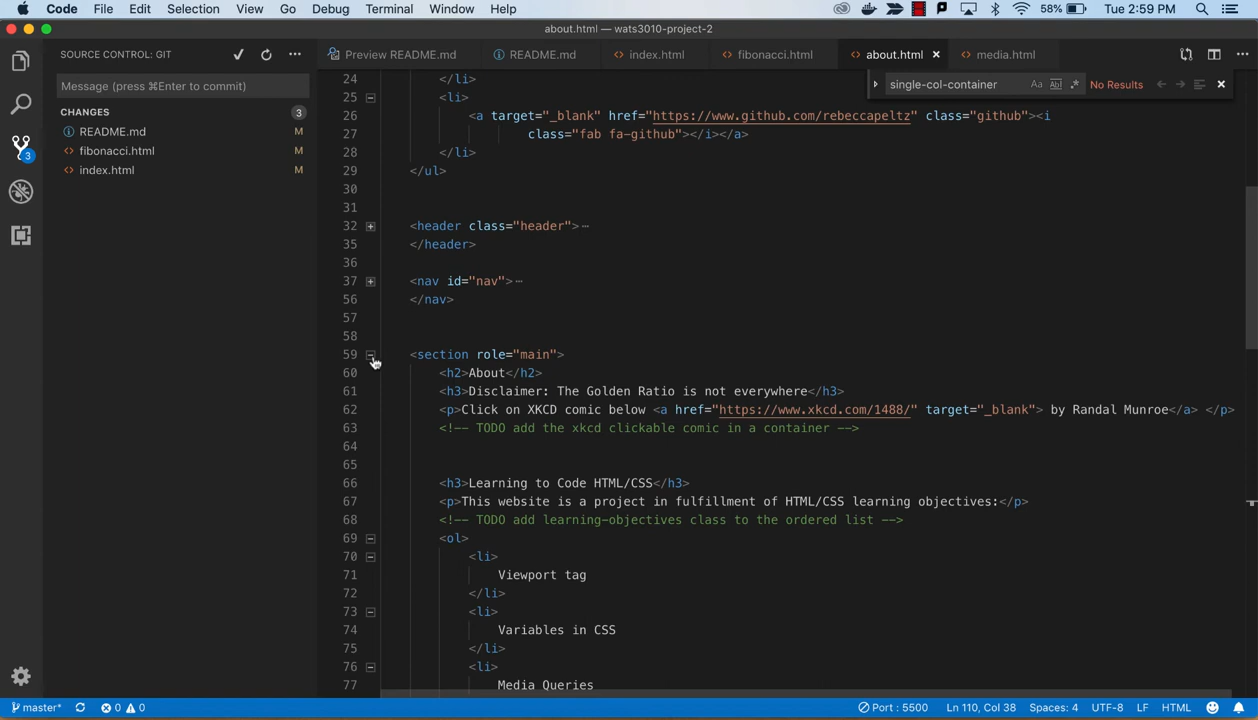 Code File Edit Selection View Go Debug Terminal Window Help 58% Tue 2:59 PM
about.html — wats3010-project-2
SOURCE CONTROL: GIT
Preview README.md README.md index.html fibonacci.html about.html media.html
Message (press ⌘Enter to commit)
single-col-container Aa Abl No Results
CHANGES 3
README.md M
fibonacci.html M
index.html M
3
24 </li>
25 <li>
26 <a target="_blank" href="https://www.github.com/rebeccapeltz" class="github"><i
27 class="fab fa-github"></i></a>
28 </li>
29 </ul>
30
31
32 <header class="header">⋯
35 </header>
36
37 <nav id="nav">⋯
56 </nav>
57
58
59 <section role="main">
60 <h2>About</h2>
61 <h3>Disclaimer: The Golden Ratio is not everywhere</h3>
62 <p>Click on XKCD comic below <a href="https://www.xkcd.com/1488/" target="_blank"> by Randal Munroe</a> </p>
63 <!-- TODO add the xkcd clickable comic in a container -->
64
65
66 <h3>Learning to Code HTML/CSS</h3>
67 <p>This website is a project in fulfillment of HTML/CSS learning objectives:</p>
68 <!-- TODO add learning-objectives class to the ordered list -->
69 <ol>
70 <li>
71 Viewport tag
72 </li>
73 <li>
74 Variables in CSS
75 </li>
76 <li>
77 Media Queries
master* 0 0 Port : 5500 Ln 110, Col 38 Spaces: 4 UTF-8 LF HTML